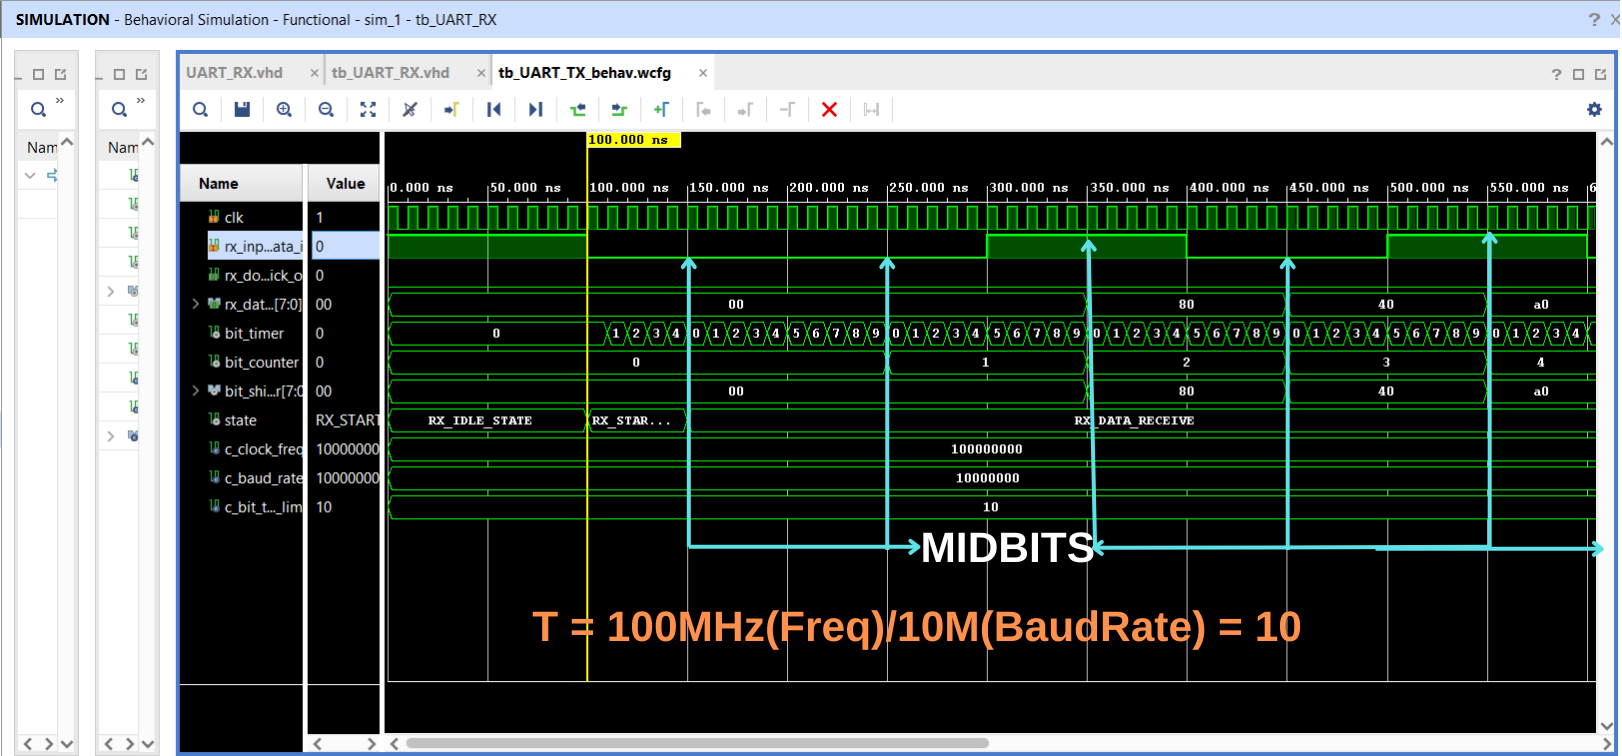 SIMULATION - Behavioral Simulation - Functional - sim_1 - tb_UART_RX
?
UART_RX.vhd
tb_UART_RX.vhd
tb_UART_TX_behav.wcfg
?
»
»
Nam
Nam
100.000 ns
0.000 ns 50.000 ns 100.000 ns 150.000 ns 200.000 ns 250.000 ns 300.000 ns 350.000 ns 400.000 ns 450.000 ns 500.000 ns 550.000 ns 6
Name Value
clk 1
rx_inp...ata_i 0
rx_do...ick_o 0
rx_dat...[7:0] 00 00 80 40 a0
bit_timer 0 0 1 2 3 4 0 1 2 3 4 5 6 7 8 9 0 1 2 3 4 5 6 7 8 9 0 1 2 3 4 5 6 7 8 9 0 1 2 3 4 5 6 7 8 9 0 1 2 3 4
bit_counter 0 0 1 2 3 4
bit_shi...r[7:0 00 00 80 40 a0
state RX_START RX_IDLE_STATE RX_STAR... RX_DATA_RECEIVE
c_clock_freq 10000000 100000000
c_baud_rate 10000000 10000000
c_bit_t..._lim 10 10
MIDBITS
T = 100MHz(Freq)/10M(BaudRate) = 10